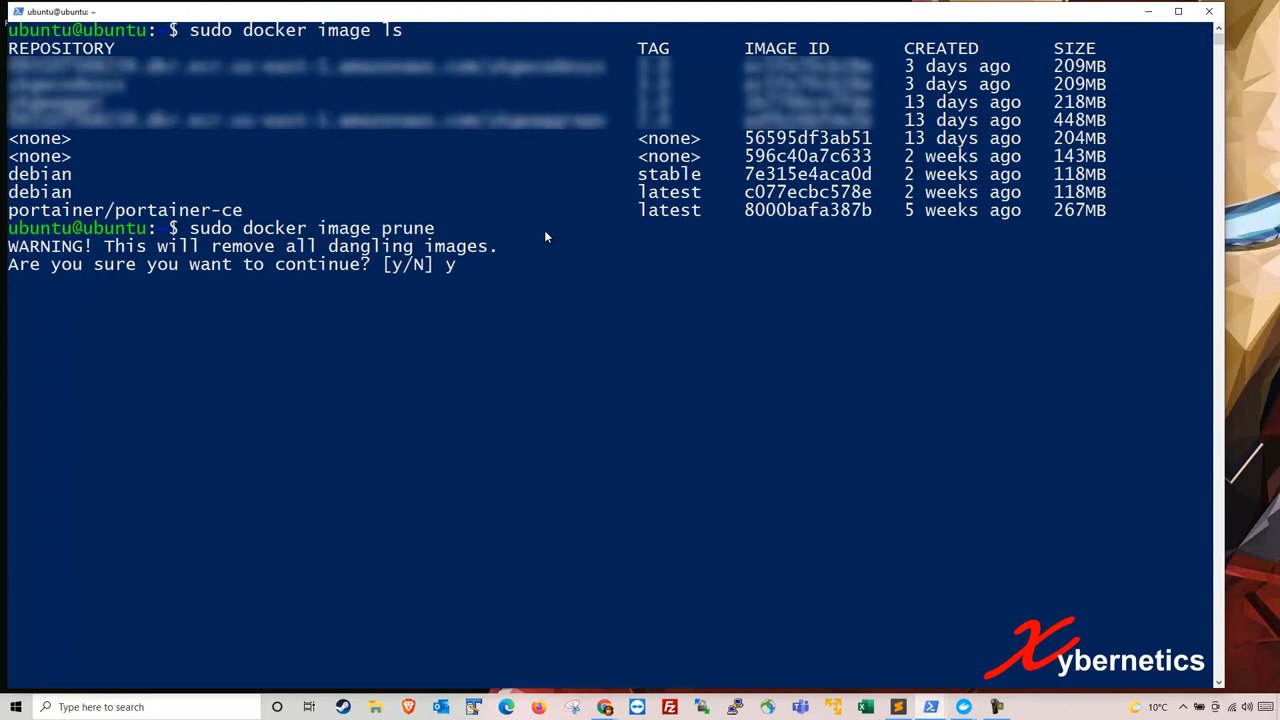 ubuntu@ubuntu: ~
ubuntu@ubuntu:~$ sudo docker image ls
REPOSITORY TAG IMAGE ID CREATED SIZE
3 days ago 209MB
3 days ago 209MB
13 days ago 218MB
13 days ago 448MB
<none> <none> 56595df3ab51 13 days ago 204MB
<none> <none> 596c40a7c633 2 weeks ago 143MB
debian stable 7e315e4aca0d 2 weeks ago 118MB
debian latest c077ecbc578e 2 weeks ago 118MB
portainer/portainer-ce latest 8000bafa387b 5 weeks ago 267MB
ubuntu@ubuntu:~$ sudo docker image prune
WARNING! This will remove all dangling images.
Are you sure you want to continue? [y/N] y
Xybernetics
Type here to search
10°C